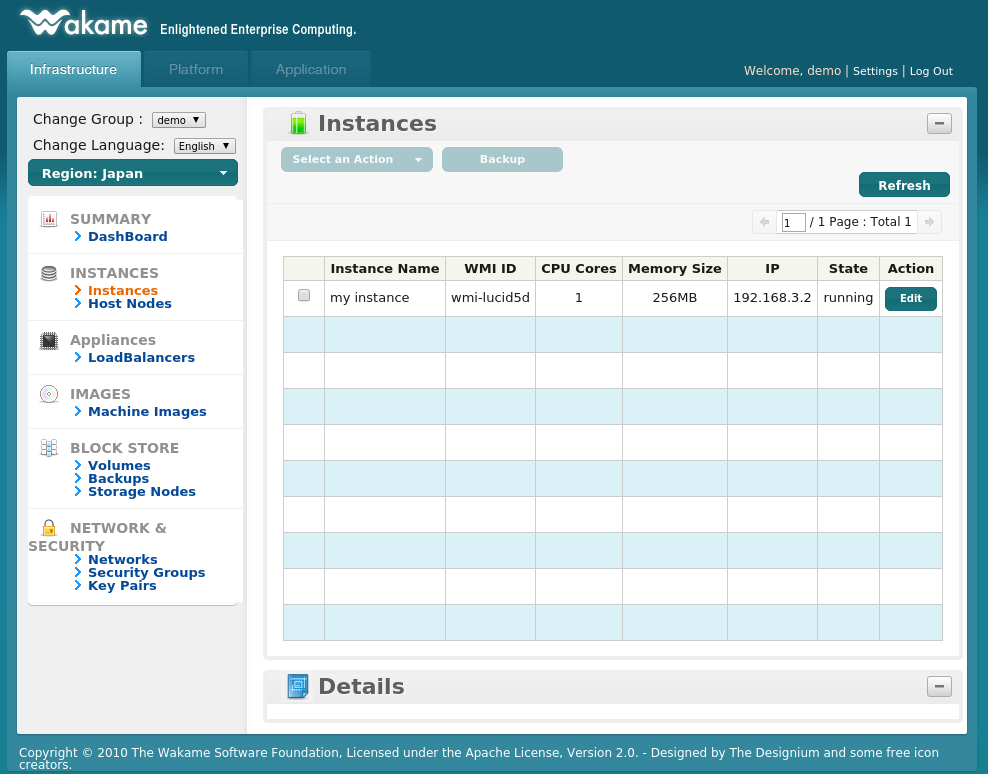 Wakame Enlightened Enterprise Computing.
Infrastructure Platform Application
Welcome, demo | Settings | Log Out
Change Group : demo
Change Language: English
Region: Japan
SUMMARY
DashBoard
INSTANCES
Instances
Host Nodes
Appliances
LoadBalancers
IMAGES
Machine Images
BLOCK STORE
Volumes
Backups
Storage Nodes
NETWORK &
SECURITY
Networks
Security Groups
Key Pairs
Instances
Select an Action Backup
Refresh
1 / 1 Page : Total 1
Instance Name WMI ID CPU Cores Memory Size IP State Action
my instance wmi-lucid5d 1 256MB 192.168.3.2 running Edit
Details
Copyright © 2010 The Wakame Software Foundation, Licensed under the Apache License, Version 2.0. - Designed by The Designium and some free icon
creators.